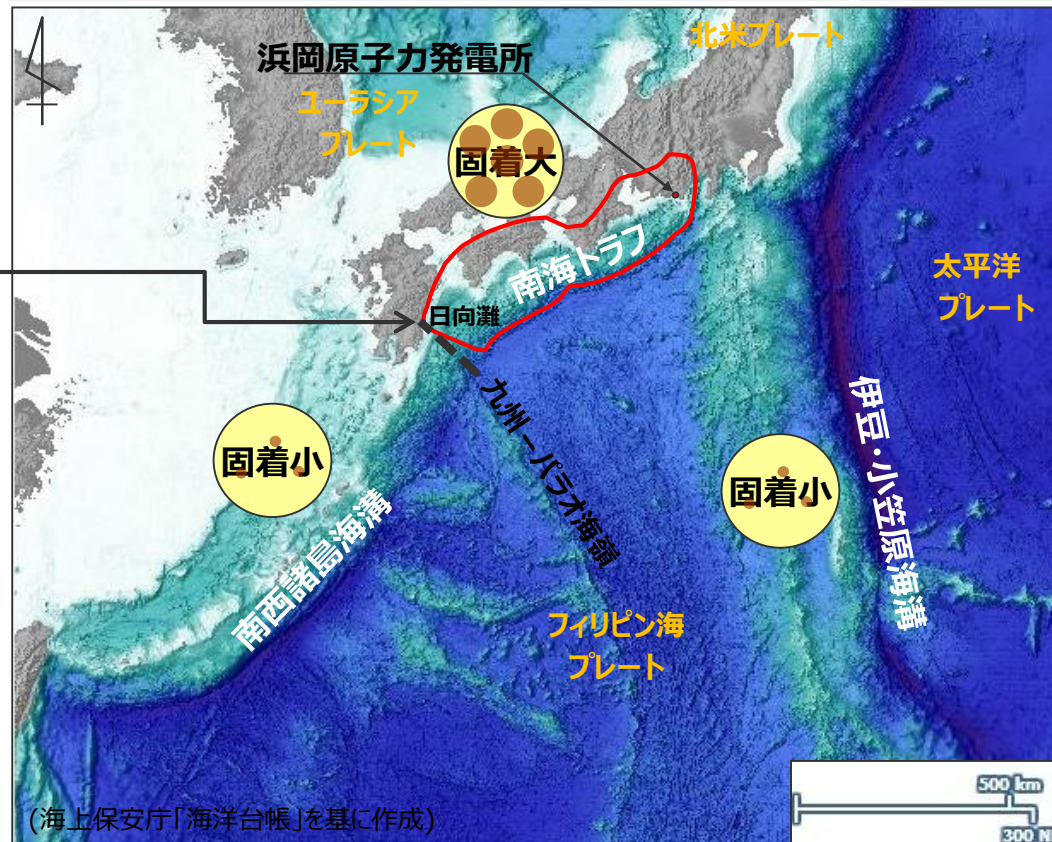 北米プレート
浜岡原子力発電所
ユーラシア
プレート
固着大
南海トラフ
太平洋
プレート
日向灘
九州－パラオ海嶺
固着小
固着小
伊豆・小笠原海溝
南西諸島海溝
フィリピン海
プレート
(海上保安庁「海洋台帳」を基に作成)
500 km
300 N